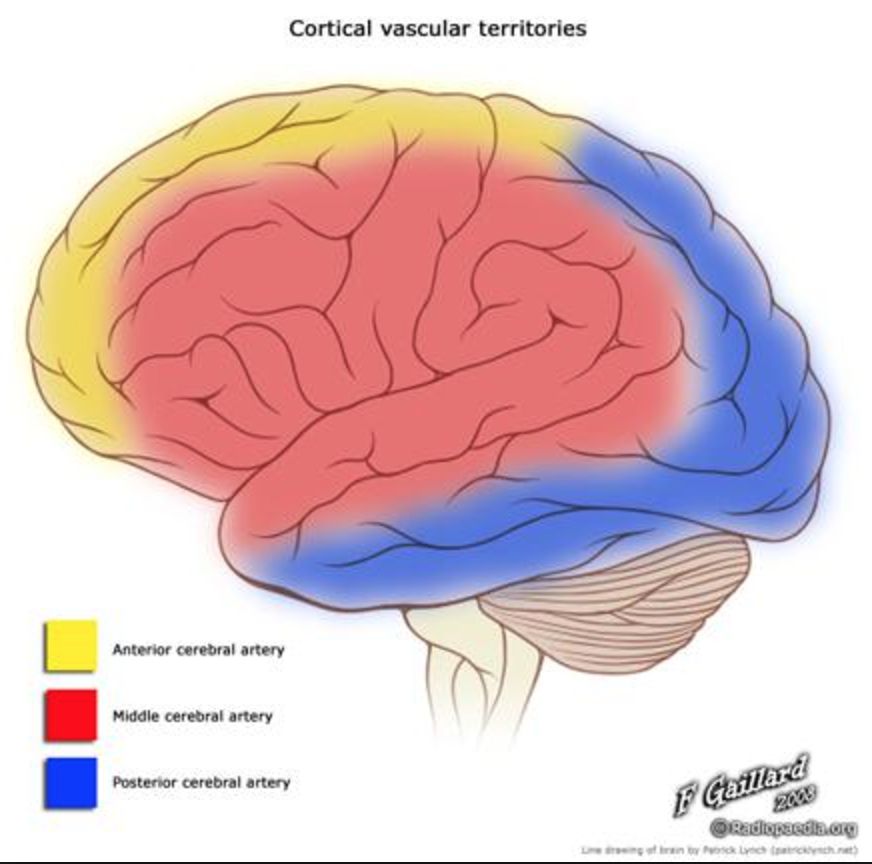 Cortical vascular territories
Anterior cerebral artery
Middle cerebral artery
Posterior cerebral artery
F Gaillard
2008
©Radiopaedia.org
Line drawing of brain by Patrick Lynch (patricklynch.net)